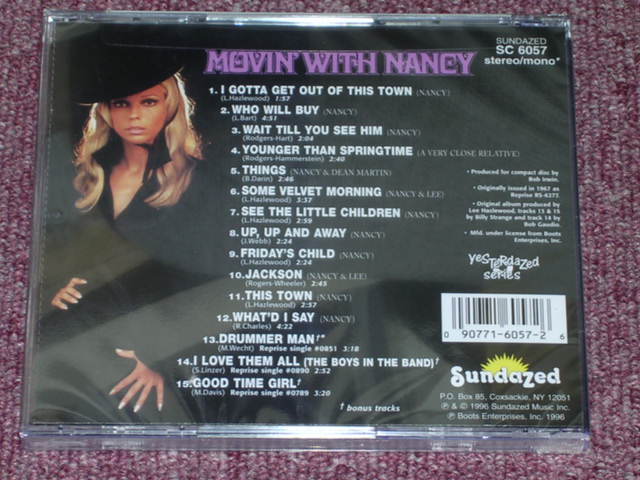 MOVIN' WITH NANCY
SUNDAZED
SC 6057
stereo/mono*
1. I GOTTA GET OUT OF THIS TOWN (NANCY)
(L.Hazlewood) 1:57
2. WHO WILL BUY (NANCY)
(L.Bart) 4:51
3. WAIT TILL YOU SEE HIM (NANCY)
(Rodgers-Hart) 2:04
4. YOUNGER THAN SPRINGTIME (A VERY CLOSE RELATIVE)
(Rodgers-Hammerstein) 2:40
5. THINGS (NANCY & DEAN MARTIN)
(B.Darin) 2:46
6. SOME VELVET MORNING (NANCY & LEE)
(L.Hazlewood) 3:37
7. SEE THE LITTLE CHILDREN (NANCY)
(L.Hazlewood) 2:59
8. UP, UP AND AWAY (NANCY)
(J.Webb) 2:24
9. FRIDAY'S CHILD (NANCY)
(L.Hazlewood) 2:24
10. JACKSON (NANCY & LEE)
(Rogers-Wheeler) 2:45
11. THIS TOWN (NANCY)
(L.Hazlewood) 2:57
12. WHAT'D I SAY (NANCY)
(R.Charles) 4:22
13. DRUMMER MAN†*
(M.Wecht) Reprise single #0851 3:18
14. I LOVE THEM ALL (THE BOYS IN THE BAND)†
(S.Linzer) Reprise single #0890 2:52
15. GOOD TIME GIRL†
(M.Davis) Reprise single #0789 3:20
† bonus tracks
• Produced for compact disc by
Bob Irwin.
• Originally issued in 1967 as
Reprise RS-6277.
• Original album produced by
Lee Hazlewood, tracks 13 & 15
by Billy Strange and track 14 by
Bob Gaudio.
• Mfd. under license from Boots
Enterprises, Inc.
yesterdazed
series
0 90771-6057-2 6
Sundazed
P.O. Box 85, Coxsackie, NY 12051
℗ & © 1996 Sundazed Music Inc.
℗ Boots Enterprises, Inc. 1996